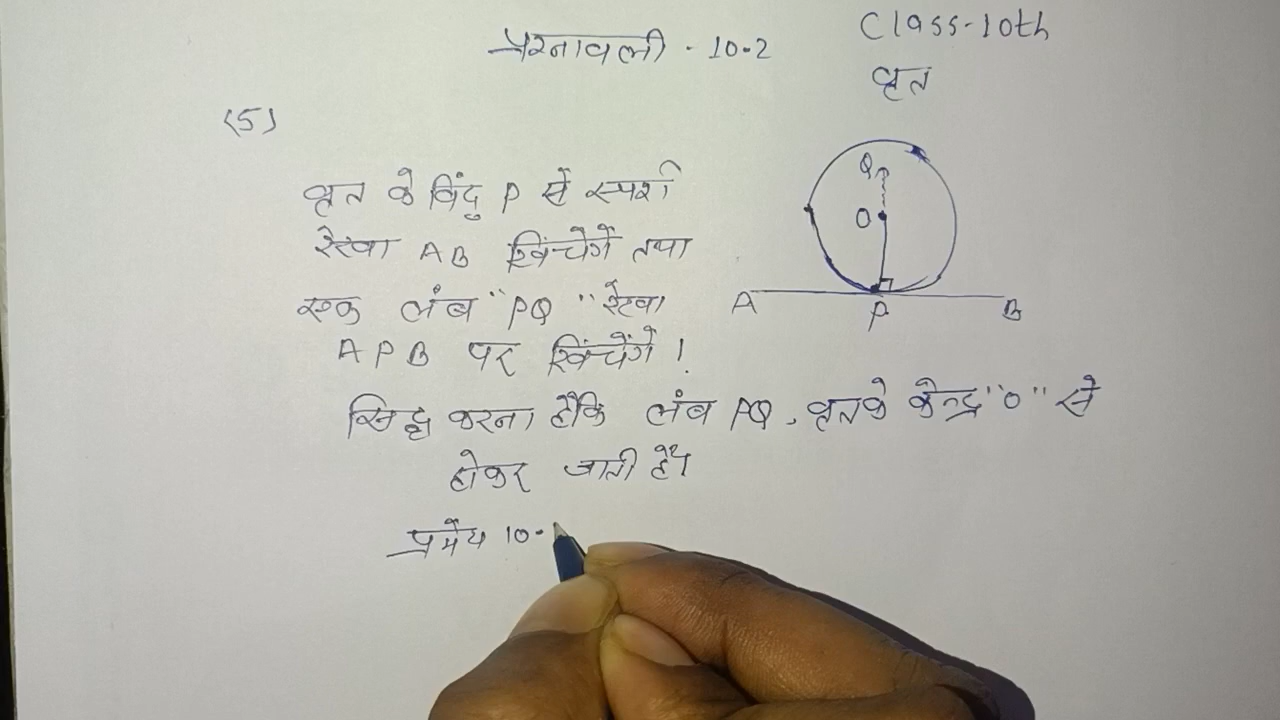 प्रश्नावली - 10.2
Class-10th
वृत
(5)
वृत के बिंदु P से स्पर्श
रेखा AB खिंचेगें तथा
एक लंब "PQ" रेखा
APB पर खिंचेंगे।
सिद्ध करना हैकि लंब PQ, वृतके केन्द्र "O" से
होकर जाती है।
प्रमेय 10.
Q
O
A P B